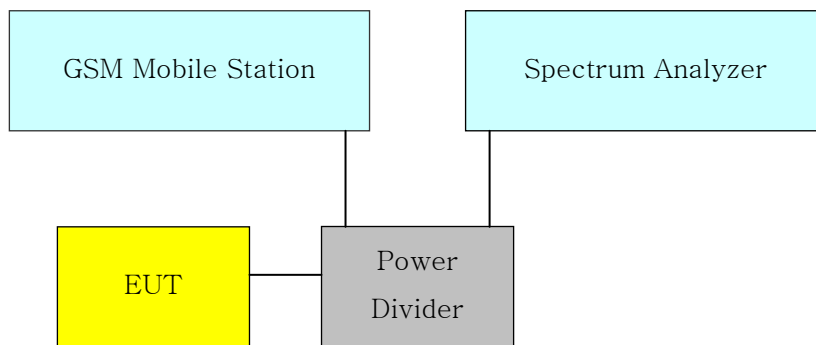 GSM Mobile Station
Spectrum Analyzer
EUT
Power
Divider